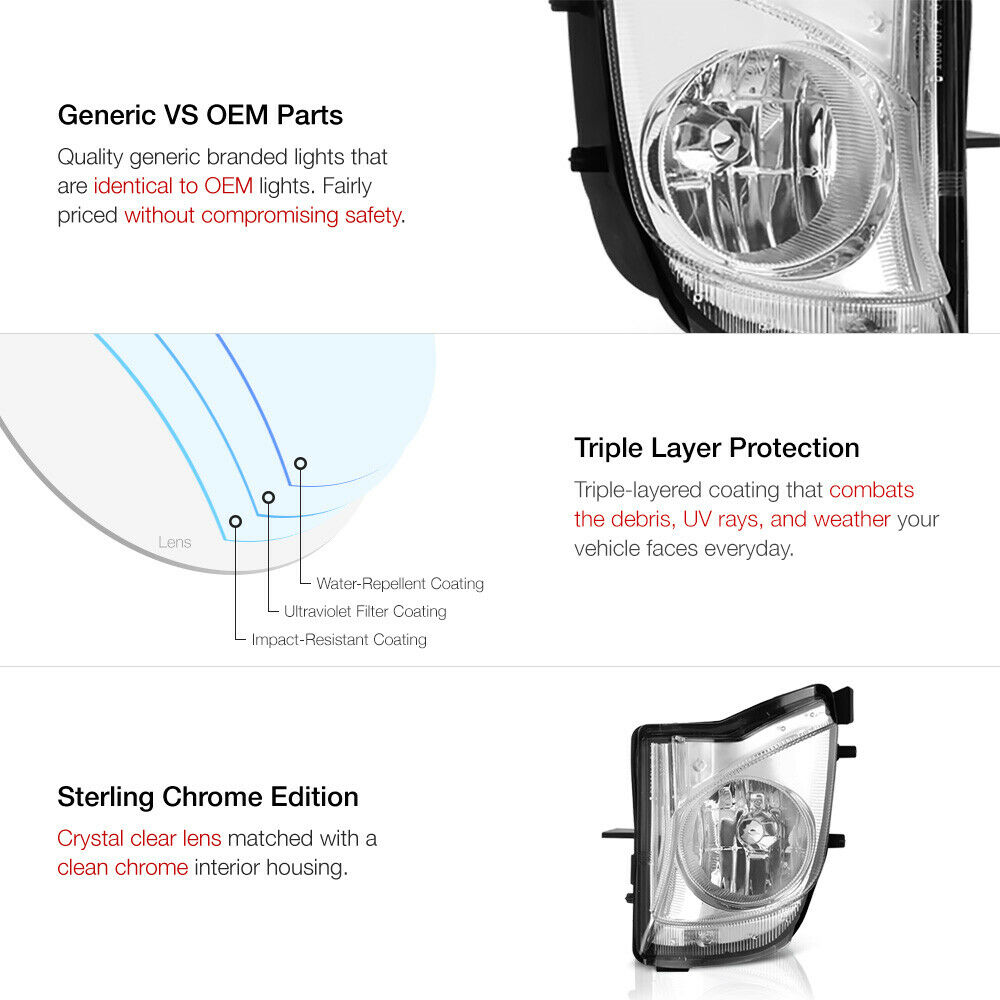 Generic VS OEM Parts
Quality generic branded lights that
are identical to OEM lights. Fairly
priced without compromising safety.
Lens
Water-Repellent Coating
Ultraviolet Filter Coating
Impact-Resistant Coating
Triple Layer Protection
Triple-layered coating that combats
the debris, UV rays, and weather your
vehicle faces everyday.
Sterling Chrome Edition
Crystal clear lens matched with a
clean chrome interior housing.